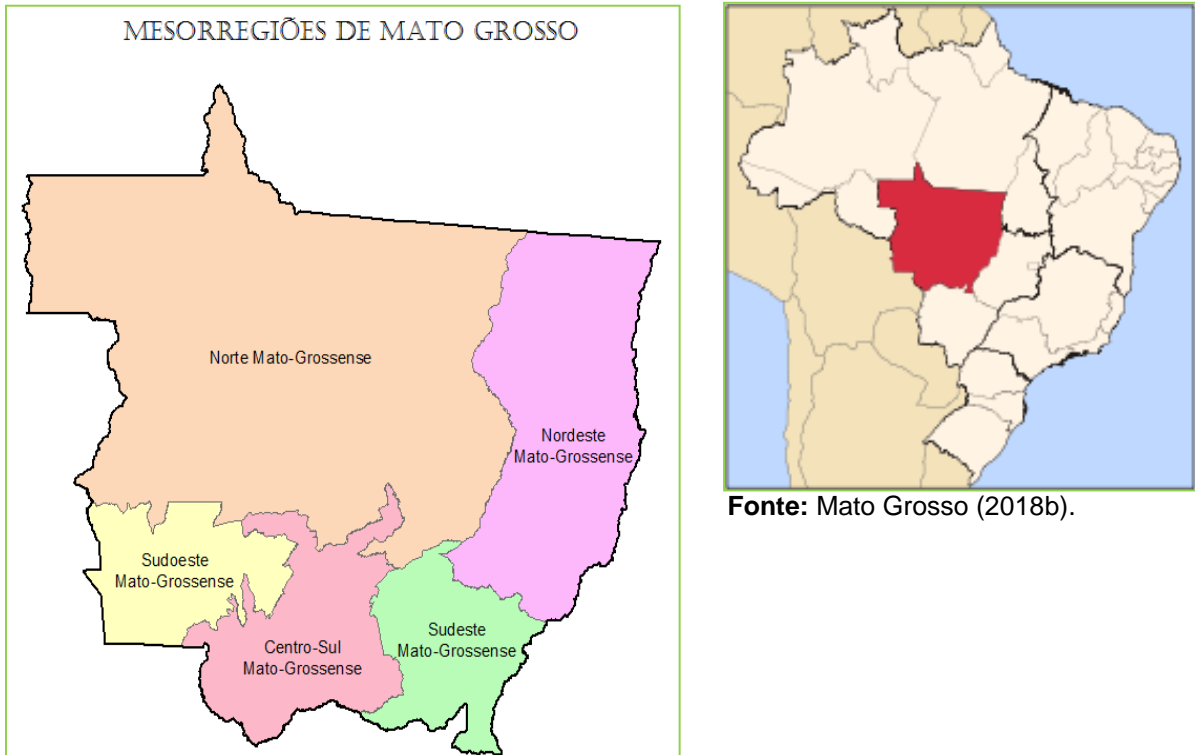 MESORREGIÕES DE MATO GROSSO
Norte Mato-Grossense
Nordeste
Mato-Grossense
Sudoeste
Mato-Grossense
Centro-Sul
Mato-Grossense
Sudeste
Mato-Grossense
Fonte: Mato Grosso (2018b).